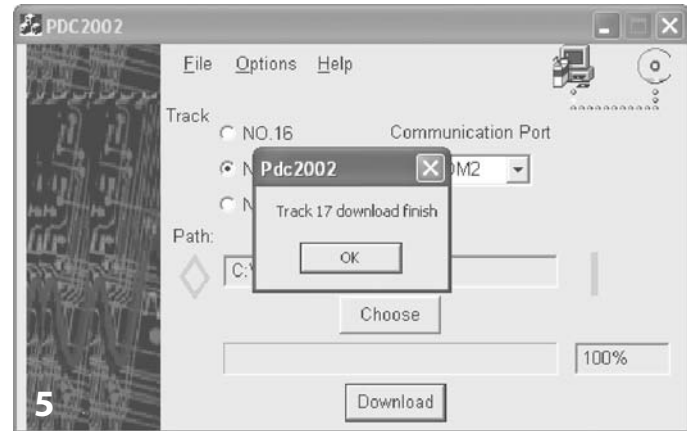 PDC2002
File Options Help
Track
NO.16 Communication Port
Pdc2002
Track 17 download finish
OK
Path:
Choose
100%
Download
5